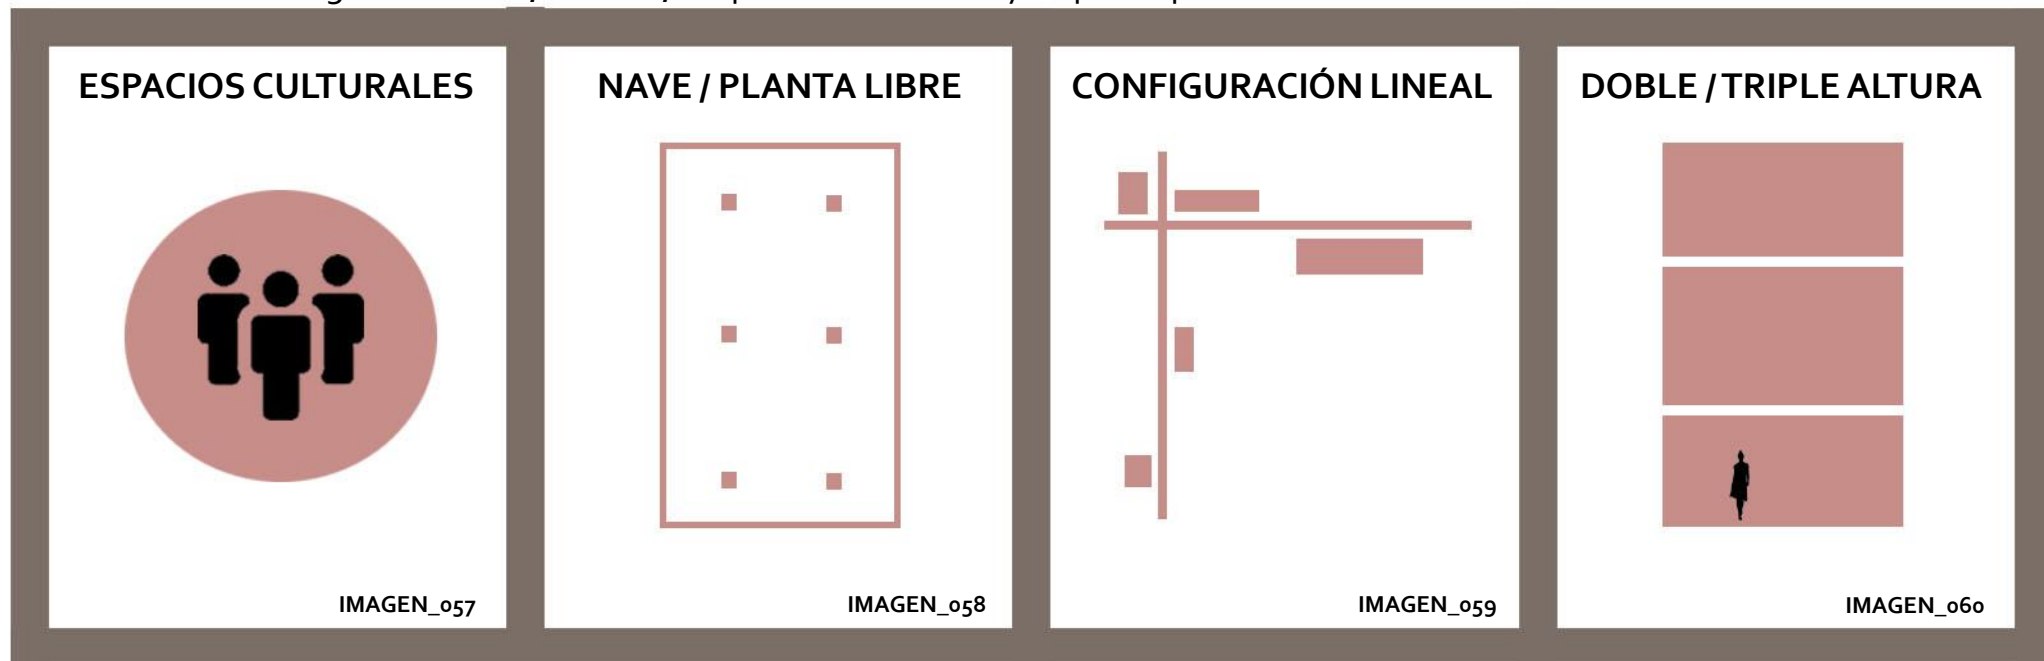 ESPACIOS CULTURALES
NAVE / PLANTA LIBRE
CONFIGURACIÓN LINEAL
DOBLE / TRIPLE ALTURA
IMAGEN_057
IMAGEN_058
IMAGEN_059
IMAGEN_060